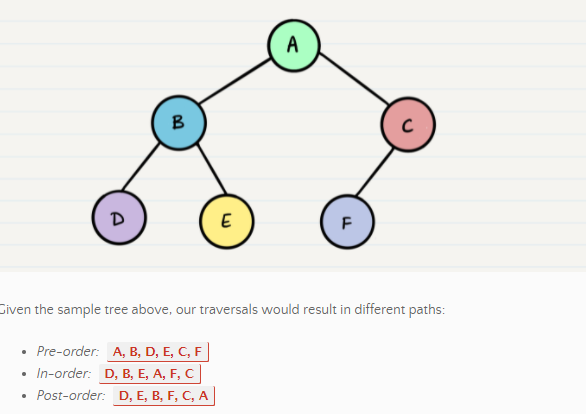 A
B
C
D
E
F
Given the sample tree above, our traversals would result in different paths:
• Pre-order: A, B, D, E, C, F
• In-order: D, B, E, A, F, C
• Post-order: D, E, B, F, C, A